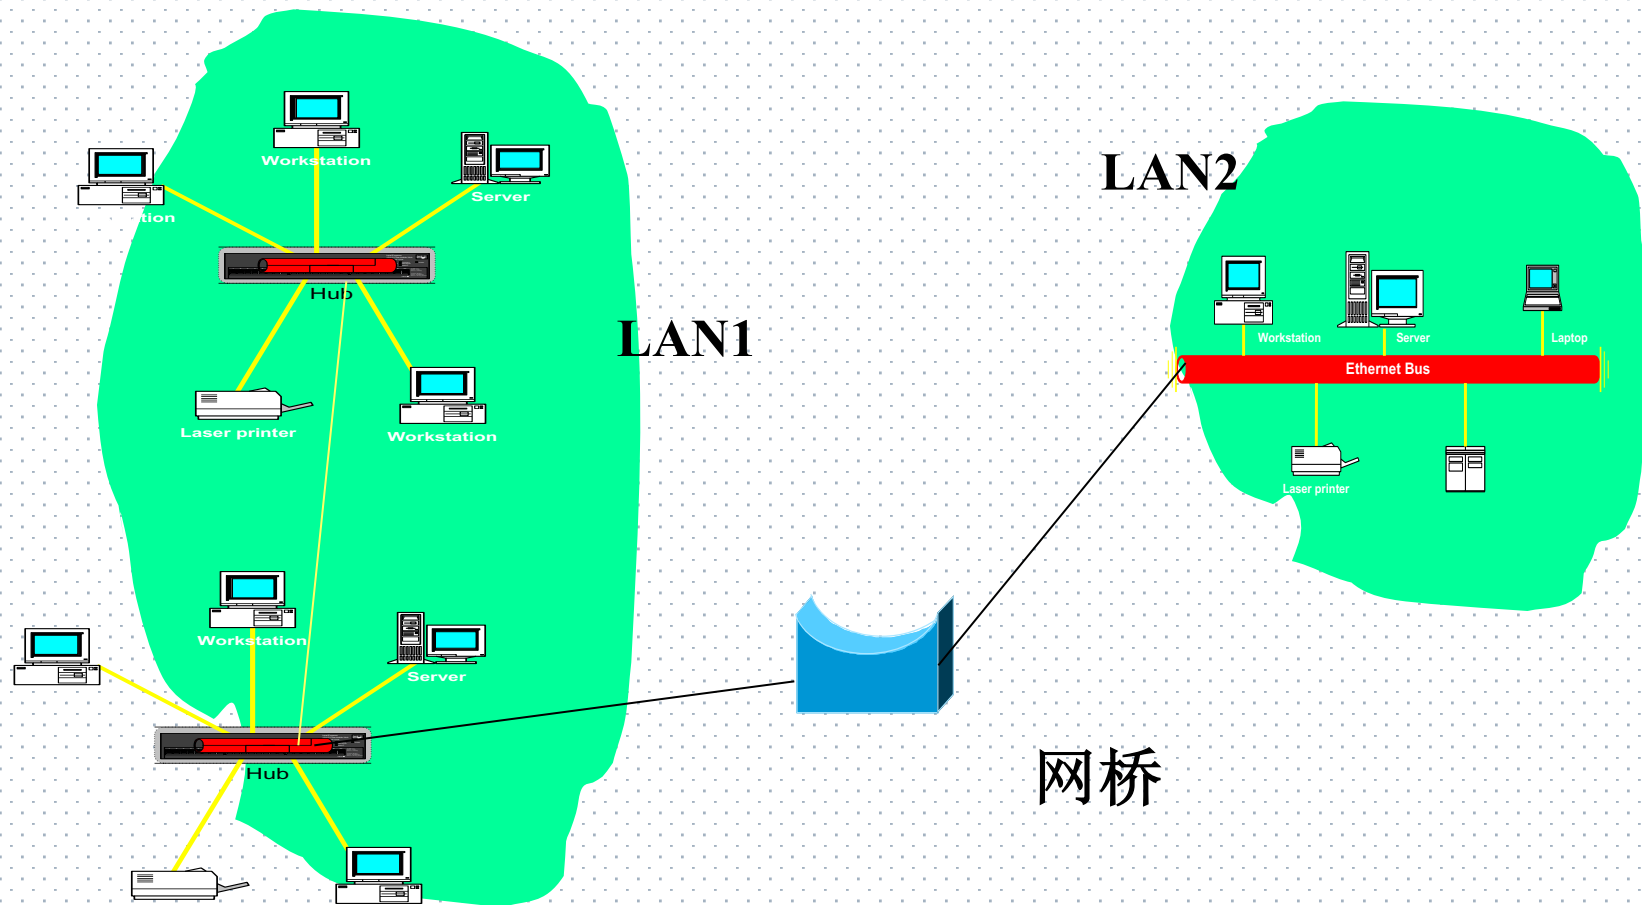 Workstation
Server
tion
Hub
Laser printer
Workstation
LAN1
Workstation
Server
Hub
LAN2
Workstation
Server
Laptop
Ethernet Bus
Laser printer
网桥